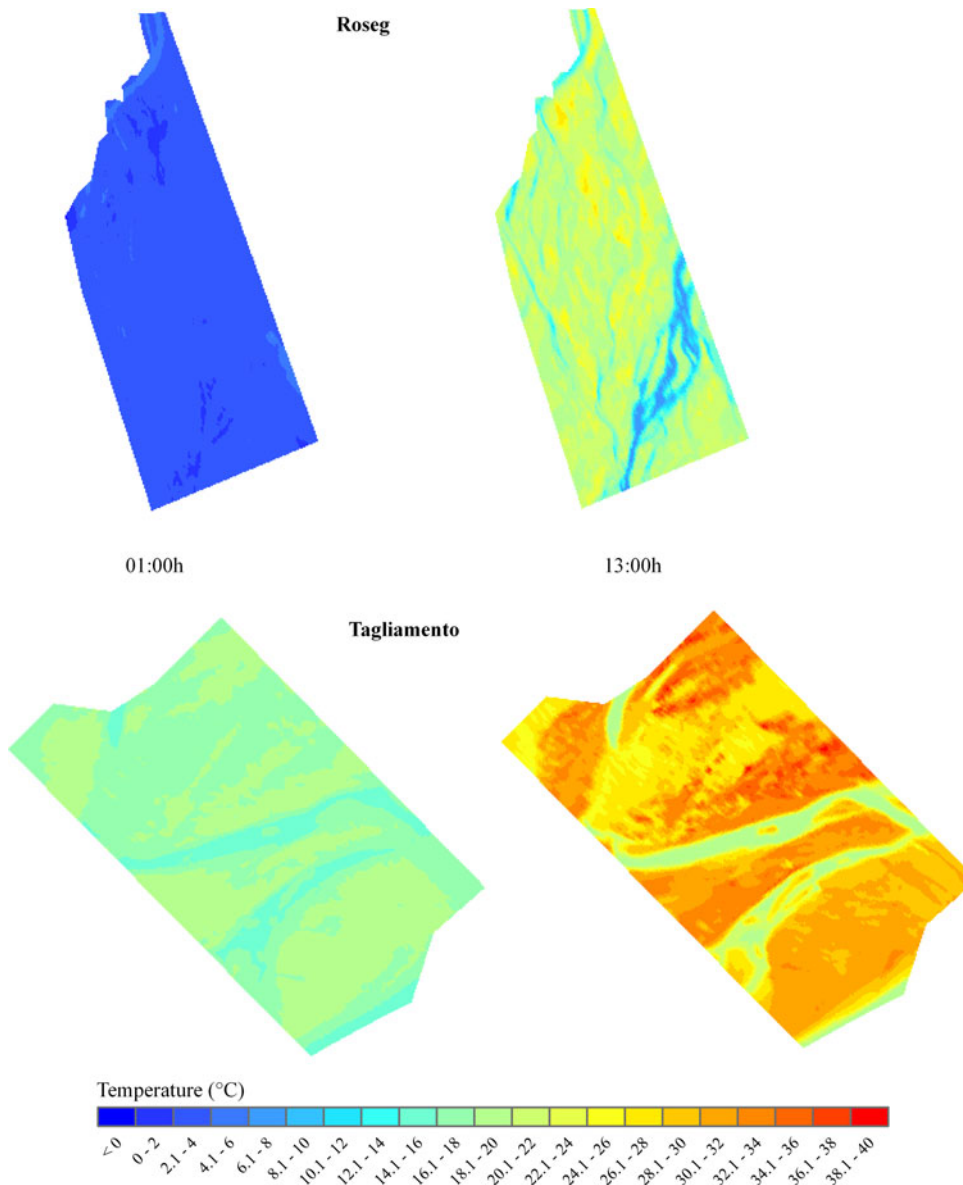 Roseg
01:00h 13:00h
Tagliamento
Temperature (°C)
< 0
0 - 2
2.1 - 4
4.1 - 6
6.1 - 8
8.1 - 10
10.1 - 12
12.1 - 14
14.1 - 16
16.1 - 18
18.1 - 20
20.1 - 22
22.1 - 24
24.1 - 26
26.1 - 28
28.1 - 30
30.1 - 32
32.1 - 34
34.1 - 36
36.1 - 38
38.1 - 40